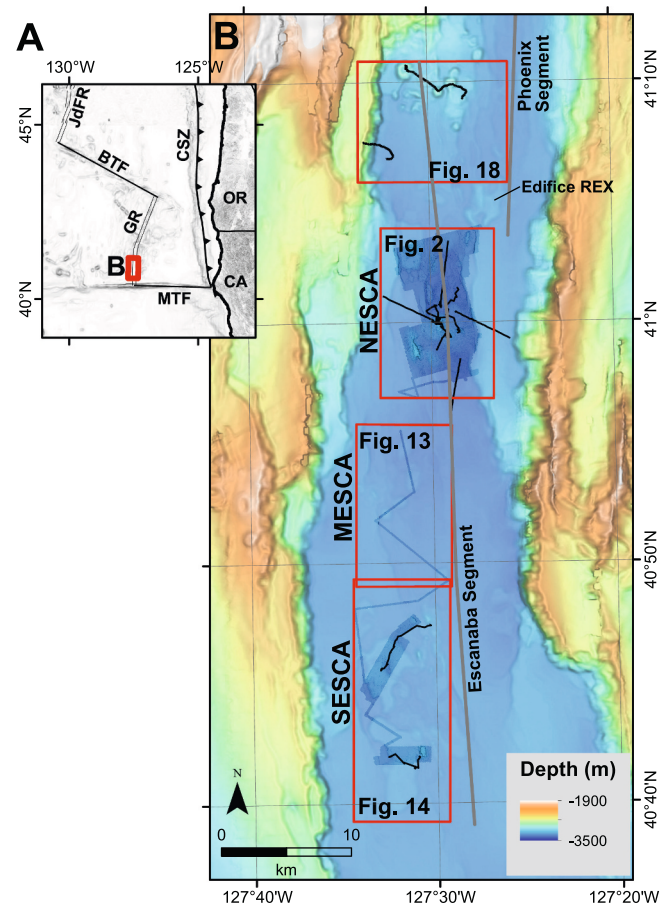 A
130°W
125°W
45°N
40°N
JdFR
BTF
GR
CSZ
OR
CA
MTF
B
B
41°10'N
41°N
40°50'N
40°40'N
Phoenix
Segment
Fig. 18
Edifice REX
Fig. 2
NESCA
Fig. 13
MESCA
Escanaba Segment
SESCA
Fig. 14
N
0
10
km
Depth (m)
-1900
-3500
127°40'W
127°30'W
127°20'W